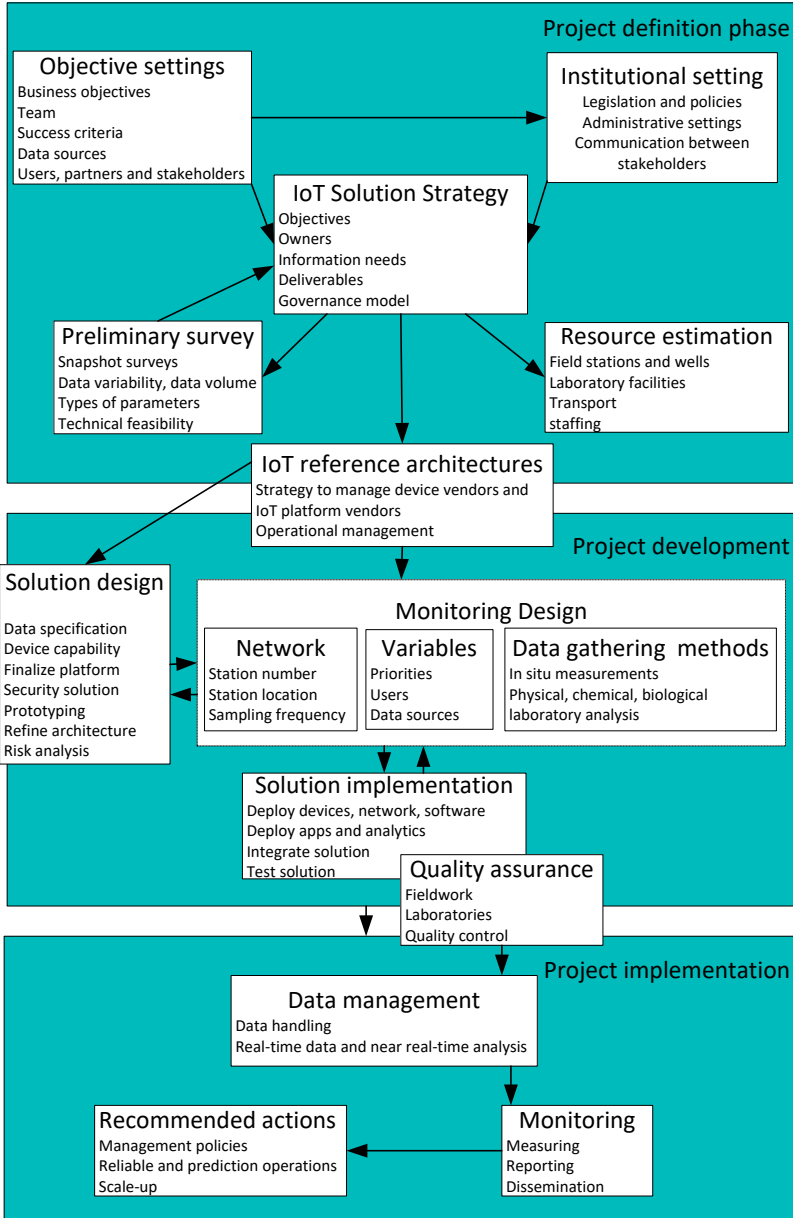 Project definition phase
Objective settings
Business objectives
Team
Success criteria
Data sources
Users, partners and stakeholders
Institutional setting
Legislation and policies
Administrative settings
Communication between
stakeholders
IoT Solution Strategy
Objectives
Owners
Information needs
Deliverables
Governance model
Preliminary survey
Snapshot surveys
Data variability, data volume
Types of parameters
Technical feasibility
Resource estimation
Field stations and wells
Laboratory facilities
Transport
staffing
IoT reference architectures
Strategy to manage device vendors and
IoT platform vendors
Operational management
Project development
Solution design
Data specification
Device capability
Finalize platform
Security solution
Prototyping
Refine architecture
Risk analysis
Monitoring Design
Network
Station number
Station location
Sampling frequency
Variables
Priorities
Users
Data sources
Data gathering methods
In situ measurements
Physical, chemical, biological
laboratory analysis
Solution implementation
Deploy devices, network, software
Deploy apps and analytics
Integrate solution
Test solution
Quality assurance
Fieldwork
Laboratories
Quality control
Project implementation
Data management
Data handling
Real-time data and near real-time analysis
Recommended actions
Management policies
Reliable and prediction operations
Scale-up
Monitoring
Measuring
Reporting
Dissemination